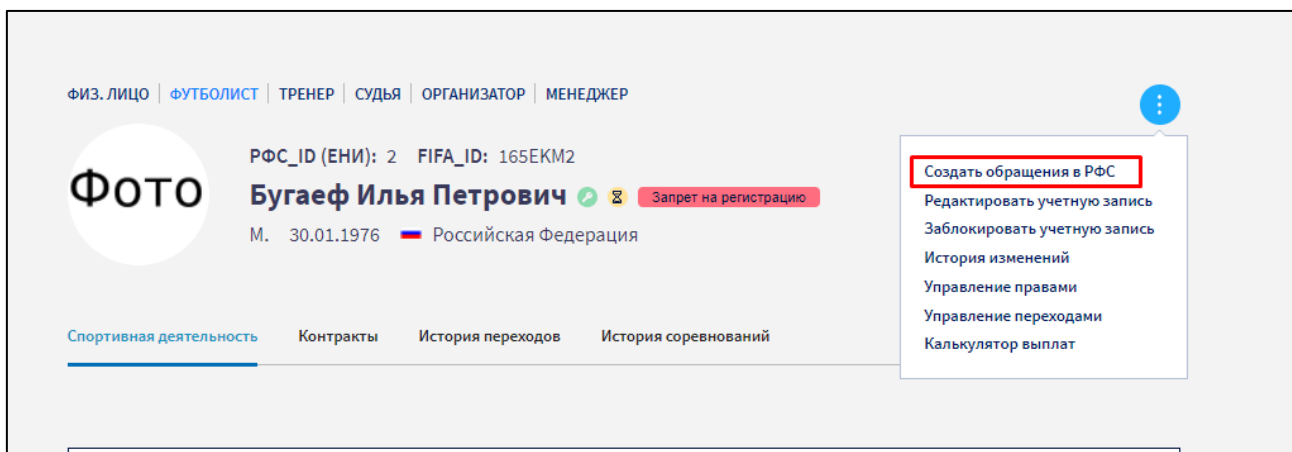 ФИЗ. ЛИЦО ФУТБОЛИСТ ТРЕНЕР СУДЬЯ ОРГАНИЗАТОР МЕНЕДЖЕР
Фото
РФС_ID (ЕНИ): 2 FIFA_ID: 165EKM2
Бугаеф Илья Петрович Запрет на регистрацию
М. 30.01.1976 Российская Федерация
Создать обращения в РФС
Редактировать учетную запись
Заблокировать учетную запись
История изменений
Управление правами
Управление переходами
Калькулятор выплат
Спортивная деятельность Контракты История переходов История соревнований